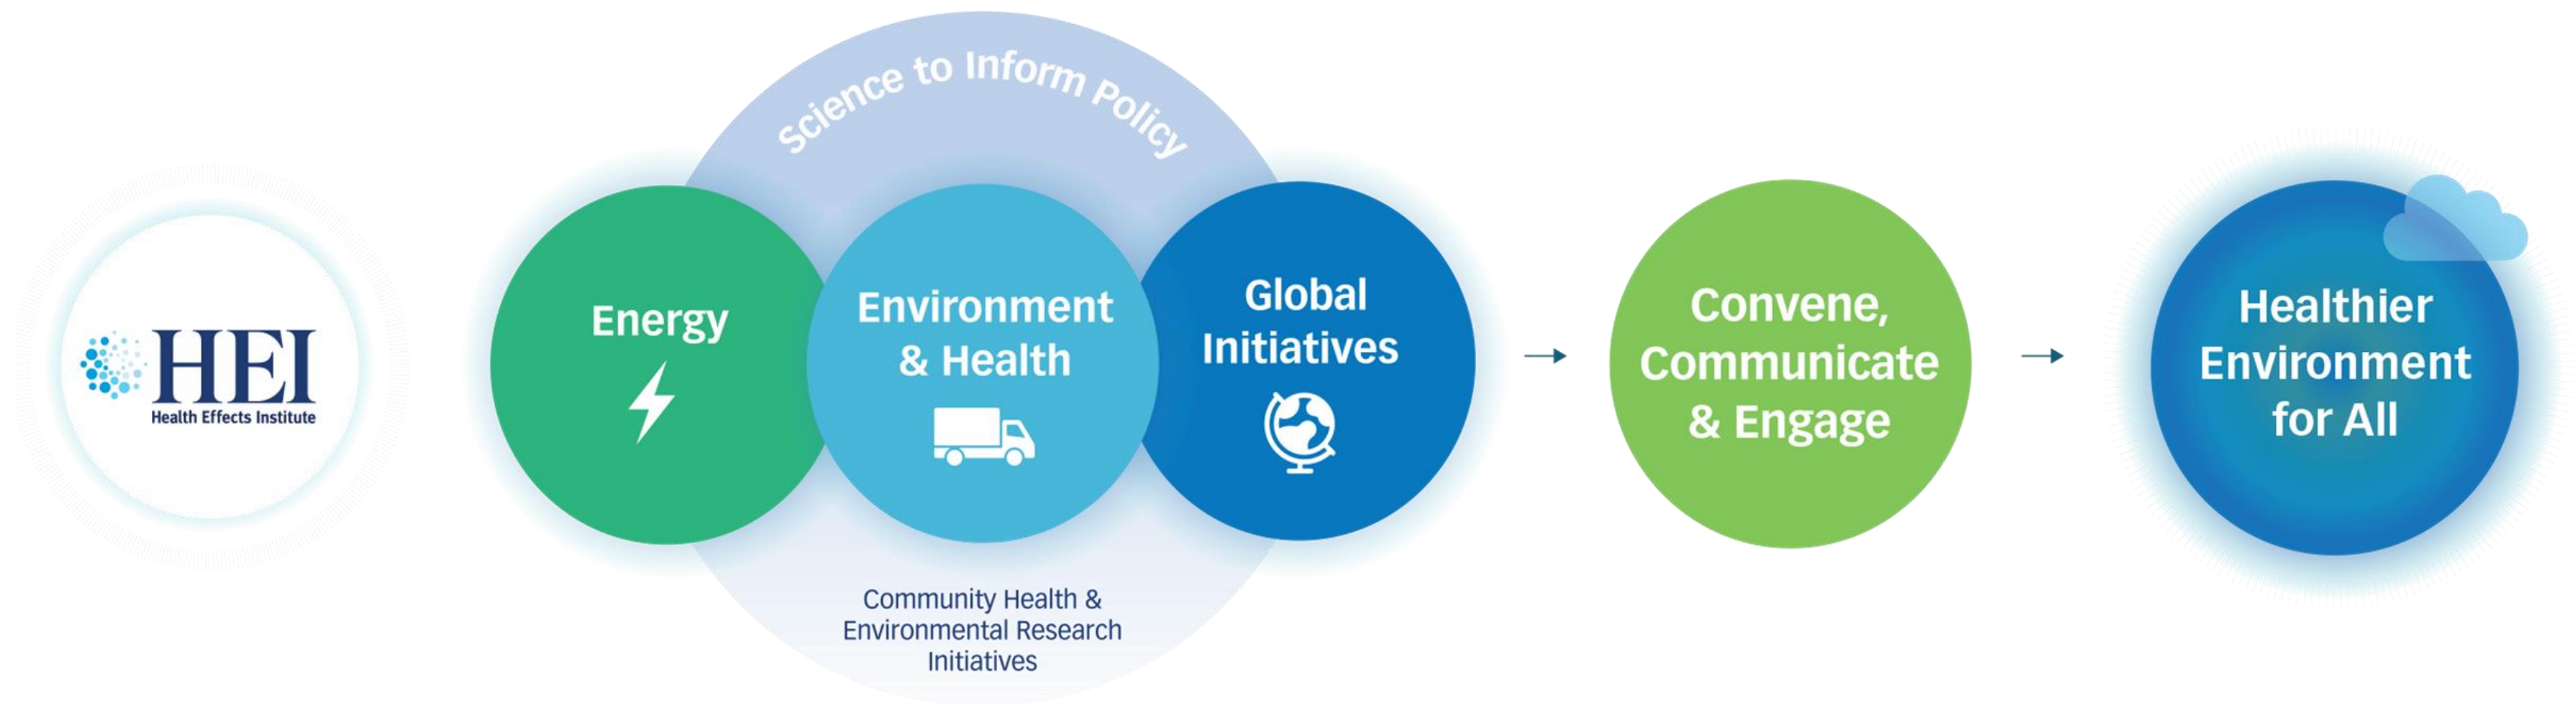 HEI
Health Effects Institute
Science to Inform Policy
Energy
Environment
& Health
Global
Initiatives
Community Health &
Environmental Research
Initiatives
Convene,
Communicate
& Engage
Healthier
Environment
for All